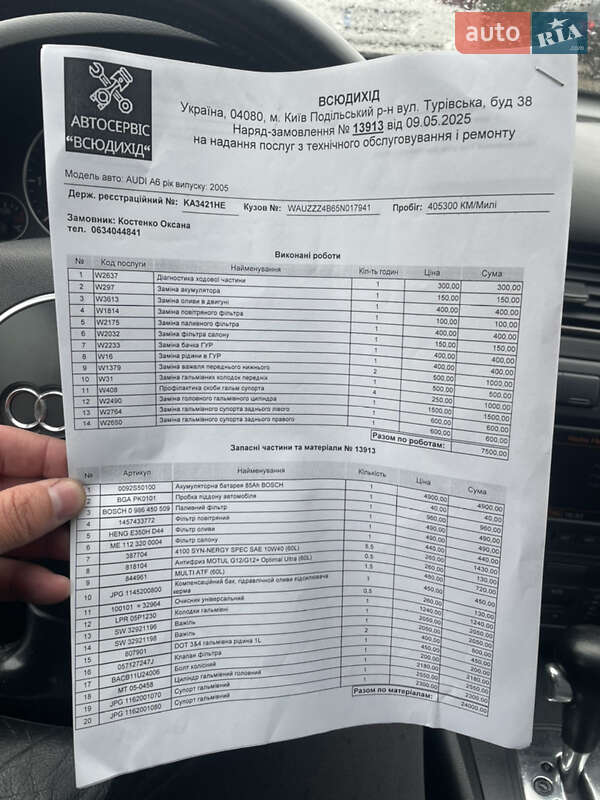 auto RIA.com
АВТОСЕРВІС
"ВСЮДИХІД"
ВСЮДИХІД
Україна, 04080, м. Київ Подільський р-н вул. Турівська, буд 38
Наряд-замовлення № 13913 від 09.05.2025
на надання послуг з технічного обслуговування і ремонту
Модель авто: AUDI A6 рік випуску: 2005
Держ. реєстраційний №: KA3421HE Кузов №: WAUZZZ4B65N017941 Пробіг: 405300 КМ/Милі
Замовник: Костенко Оксана
тел. 0634044841
Виконані роботи
№ Код послуги Найменування Кіл-ть годин Ціна Сума
1 W2637 Діагностика ходової частини 1 300,00 300,00
2 W297 Заміна акумулятора 1 150,00 150,00
3 W3613 Заміна оливи в двигуні 1 400,00 400,00
4 W1814 Заміна повітряного фільтра 1 100,00 100,00
5 W2175 Заміна паливного фільтра 1 400,00 400,00
6 W2032 Заміна фільтра салону 1 150,00 150,00
7 W2233 Заміна бачка ГУР 1 400,00 400,00
8 W16 Заміна рідини в ГУР 1 400,00 400,00
9 W1379 Заміна важеля переднього нижнього 2 500,00 1000,00
10 W31 Заміна гальмівних колодок передніх 1 500,00 500,00
11 W408 Профілактика скоби гальм супорта 4 250,00 1000,00
12 W2490 Заміна головного гальмівного циліндра 1 1500,00 1500,00
13 W2764 Заміна гальмівного супорта заднього лівого 1 600,00 600,00
14 W2650 Заміна гальмівного супорта заднього правого 1 600,00 600,00
Разом по роботам: 7500,00
Запасні частини та матеріали № 13913
№ Артикул Найменування Кількість Ціна Сума
1 0092S50100 Акумуляторна батарея 85Ah BOSCH 1 4900,00 4900,00
2 BGA PK0101 Пробка піддону автомобіля 1 40,00 40,00
3 BOSCH 0 986 450 509 Паливний фільтр 1 960,00 960,00
4 1457433772 Фільтр повітряний 1 490,00 490,00
5 HENG E350H D44 Фільтр оливи 1 440,00 440,00
6 ME 112 320 0004 Фільтр салону 1 490,00
7 387704 4100 SYN-NERGY SPEC SAE 10W40 (60L) 5,5 260,00 1430,00
8 818104 Антифриз MOTUL G12/G12+ Optimal Ultra (60L) 0,5 260,00 130,00
9 844961 MULTI ATF (60L) 1,5 480,00 720,00
10 JPG 1145200800 Компенсаційний бак, гідравлічної оливи підсилювача керма 1 450,00 450,00
11 100101 = 32964 Очисник універсальний 0,5 260,00 130,00
12 LPR 05P1230 Колодки гальмівні 1 1240,00 1240,00
13 SW 32921196 Важіль 1 2050,00 2050,00
14 SW 32921198 Важіль 1 2050,00 2050,00
15 807901 DOT 3&4 гальмівна рідина 1L 2 400,00 800,00
16 057127247J Клапан фільтра 1 450,00 450,00
17 BACB11U24006 Болт колісний 1 200,00 200,00
18 MT 05-0458 Циліндр гальмівний головний 1 2180,00 2180,00
19 JPG 1162001070 Супорт гальмівний 1 2550,00 2550,00
20 JPG 1162001080 Супорт гальмівний 1 2300,00 2300,00
Разом по матеріалам: 24000,00